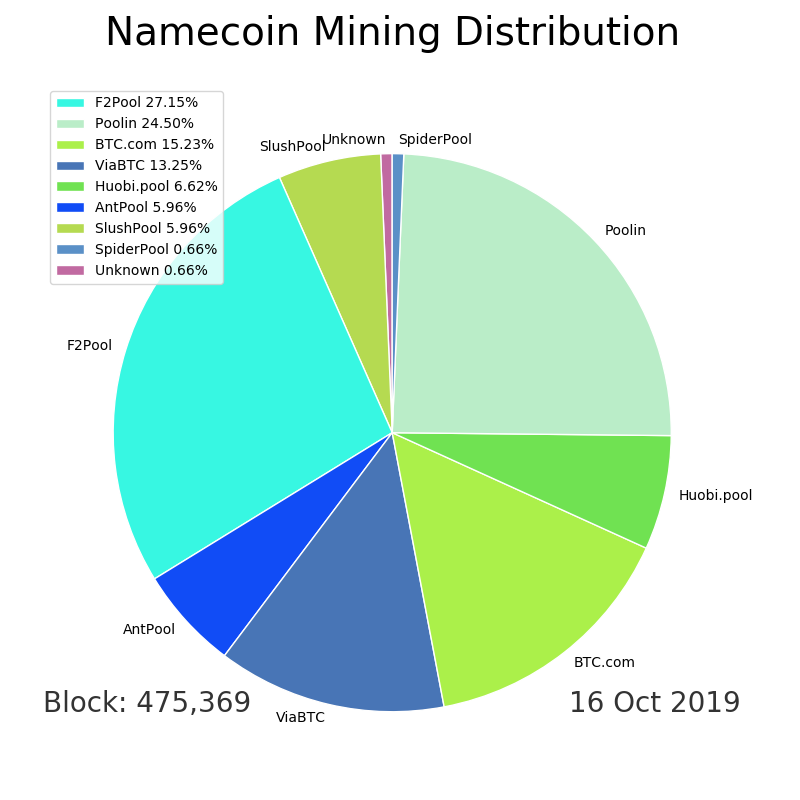 Namecoin Mining Distribution
F2Pool 27.15%
Poolin 24.50%
BTC.com 15.23%
ViaBTC 13.25%
Huobi.pool 6.62%
AntPool 5.96%
SlushPool 5.96%
SpiderPool 0.66%
Unknown 0.66%
SlushPool
Unknown
SpiderPool
Poolin
F2Pool
Huobi.pool
AntPool
BTC.com
ViaBTC
Block: 475,369
16 Oct 2019